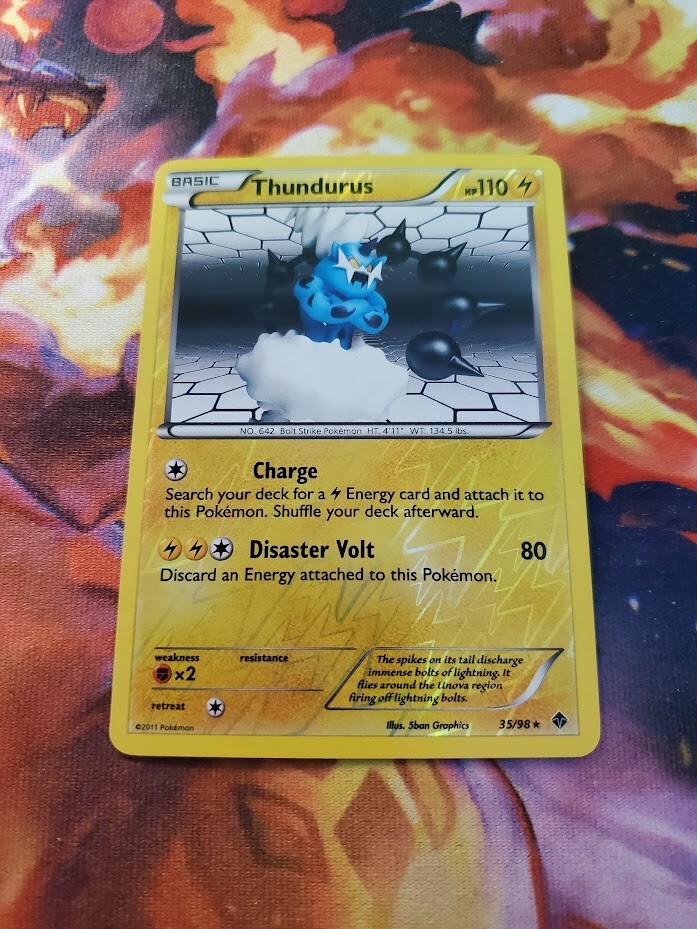 BASIC Thundurus HP110
NO. 642 Bolt Strike Pokémon HT. 4'11" WT. 134.5 lbs.
Charge
Search your deck for a Energy card and attach it to
this Pokémon. Shuffle your deck afterward.
Disaster Volt 80
Discard an Energy attached to this Pokémon.
weakness resistance
×2
retreat
The spikes on its tail discharge
immense bolts of lightning. It
flies around the Unova region
firing off lightning bolts.
©2011 Pokémon Illus. 5ban Graphics 35/98★